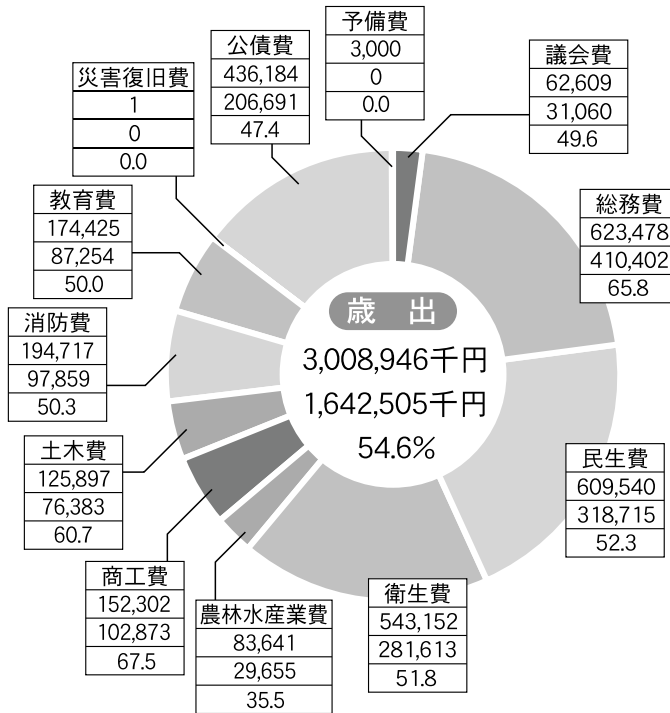 予備費
3,000
0
0.0
議会費
62,609
31,060
49.6
総務費
623,478
410,402
65.8
民生費
609,540
318,715
52.3
衛生費
543,152
281,613
51.8
農林水産業費
83,641
29,655
35.5
商工費
152,302
102,873
67.5
土木費
125,897
76,383
60.7
消防費
194,717
97,859
50.3
教育費
174,425
87,254
50.0
災害復旧費
1
0
0.0
公債費
436,184
206,691
47.4
歳 出
3,008,946千円
1,642,505千円
54.6%